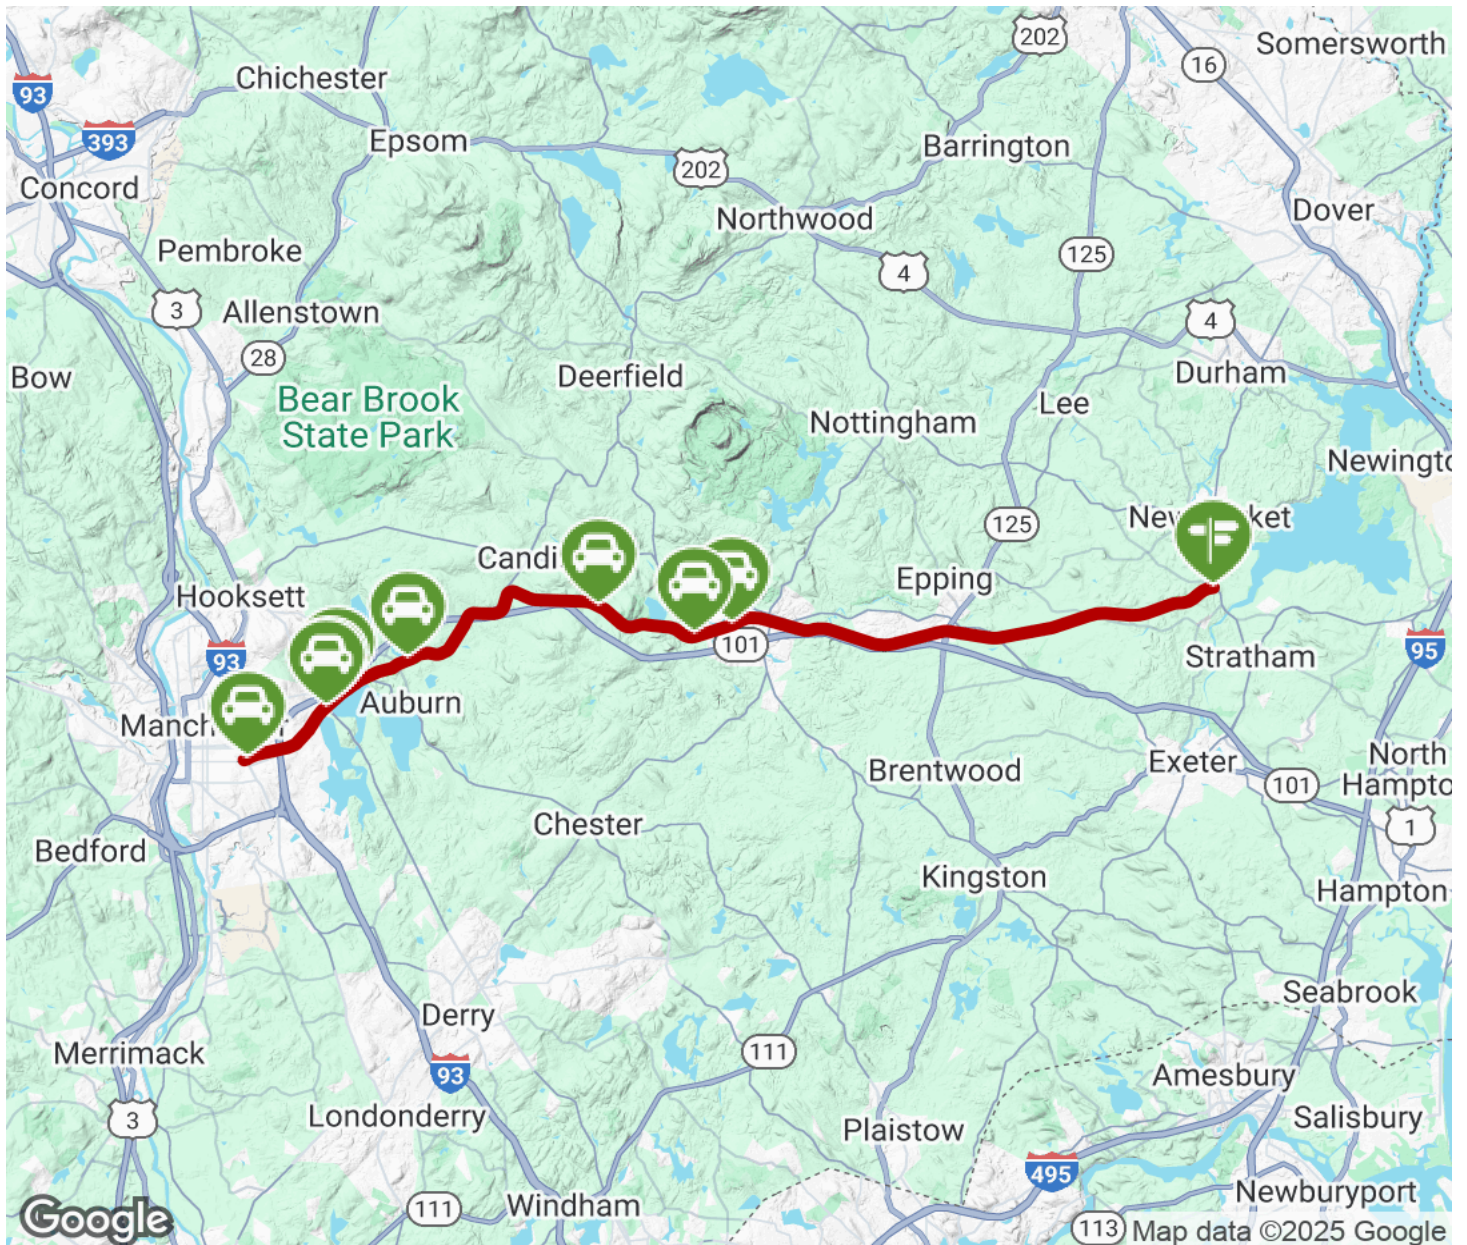 Somersworth
202
16
Chichester
93
393
Epsom
Barrington
202
Concord
Northwood
Dover
Pembroke
125
4
3
Allenstown
4
28
Bow
Deerfield
Durham
Bear Brook
State Park
Lee
Nottingham
Newingto
New ket
125
Candi
Epping
Hooksett
101
93
95
Stratham
Auburn
Manch r
North
Hampto
Exeter
Brentwood
101
Chester
1
Bedford
Kingston
Hampton
Seabrook
Derry
111
Merrimack
93
Amesbury
3
Londonderry
Salisbury
Plaistow
495
Newburyport
Windham
111
Google
113
Map data ©2025 Google